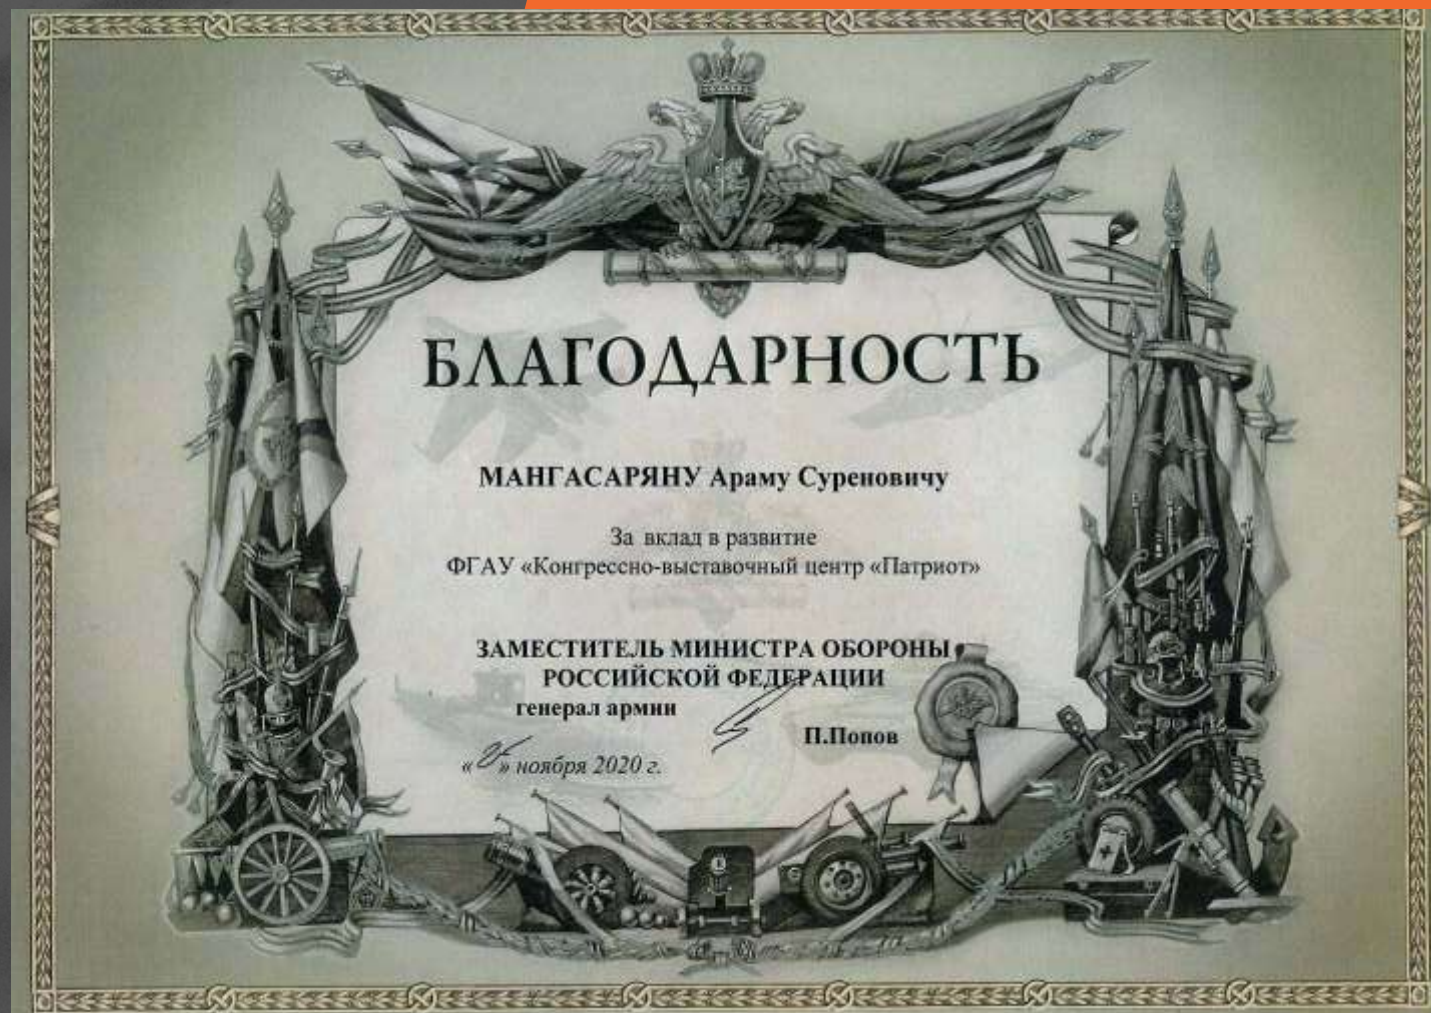 БЛАГОДАРНОСТЬ
МАНГАСАРЯНУ Араму Суреновичу
За вклад в развитие
ФГАУ «Конгрессно-выставочный центр «Патриот»
ЗАМЕСТИТЕЛЬ МИНИСТРА ОБОРОНЫ
РОССИЙСКОЙ ФЕДЕРАЦИИ
генерал армии
П.Попов
«25» ноября 2020 г.